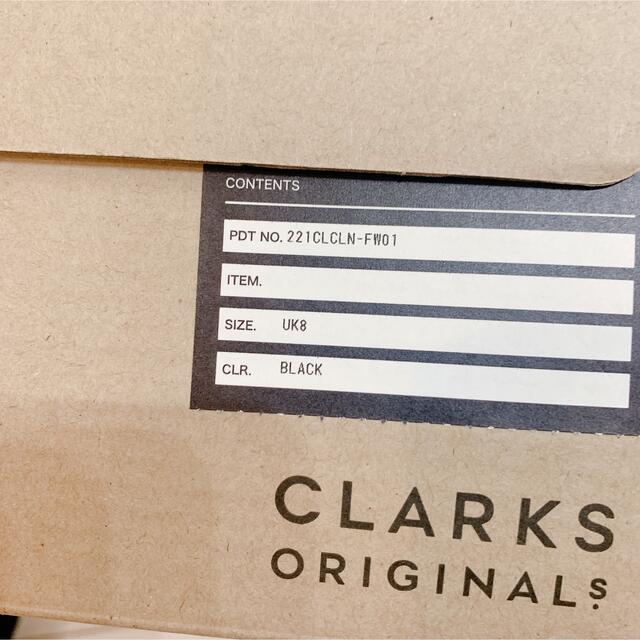 CONTENTS
PDT NO. 221CLCLN-FW01
ITEM.
SIZE. UK8
CLR. BLACK
CLARKS
ORIGINALS.